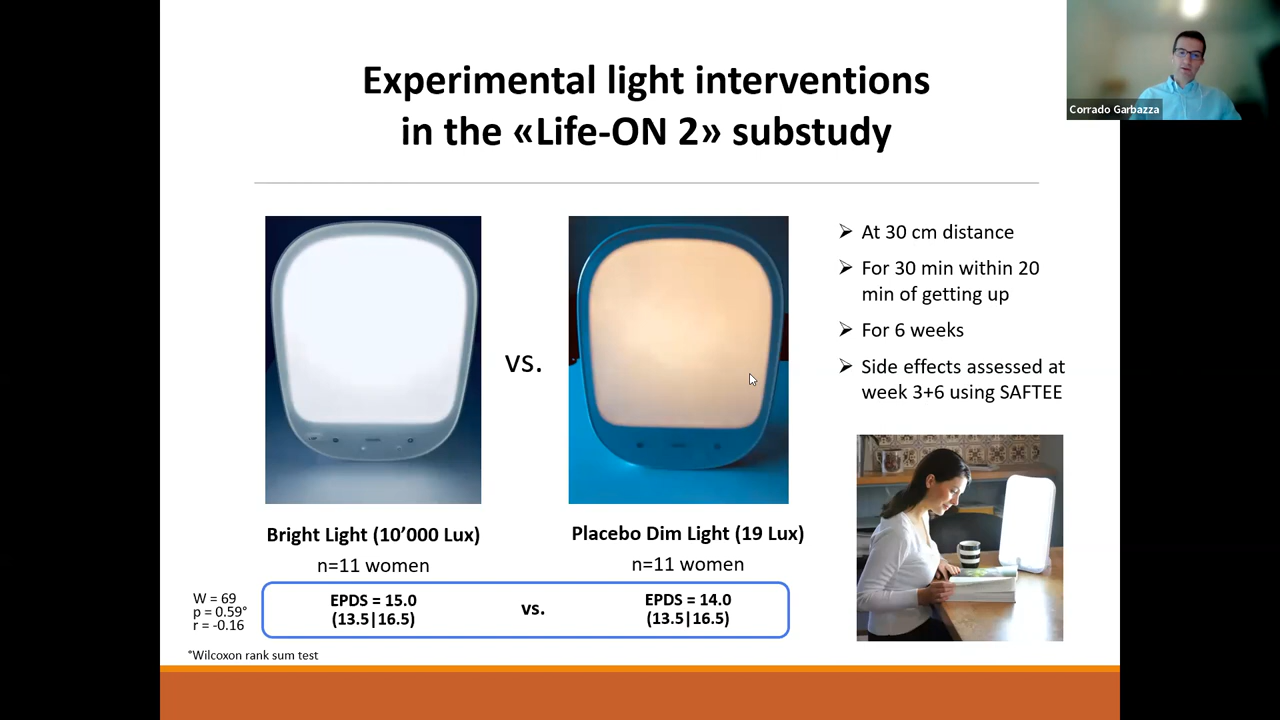 Experimental light interventions
in the «Life-ON 2» substudy
Corrado Garbazza
vs.
➢ At 30 cm distance
➢ For 30 min within 20
min of getting up
➢ For 6 weeks
➢ Side effects assessed at
week 3+6 using SAFTEE
Bright Light (10’000 Lux)
n=11 women
Placebo Dim Light (19 Lux)
n=11 women
W = 69
p = 0.59°
r = -0.16
EPDS = 15.0
(13.5|16.5)
vs.
EPDS = 14.0
(13.5|16.5)
°Wilcoxon rank sum test